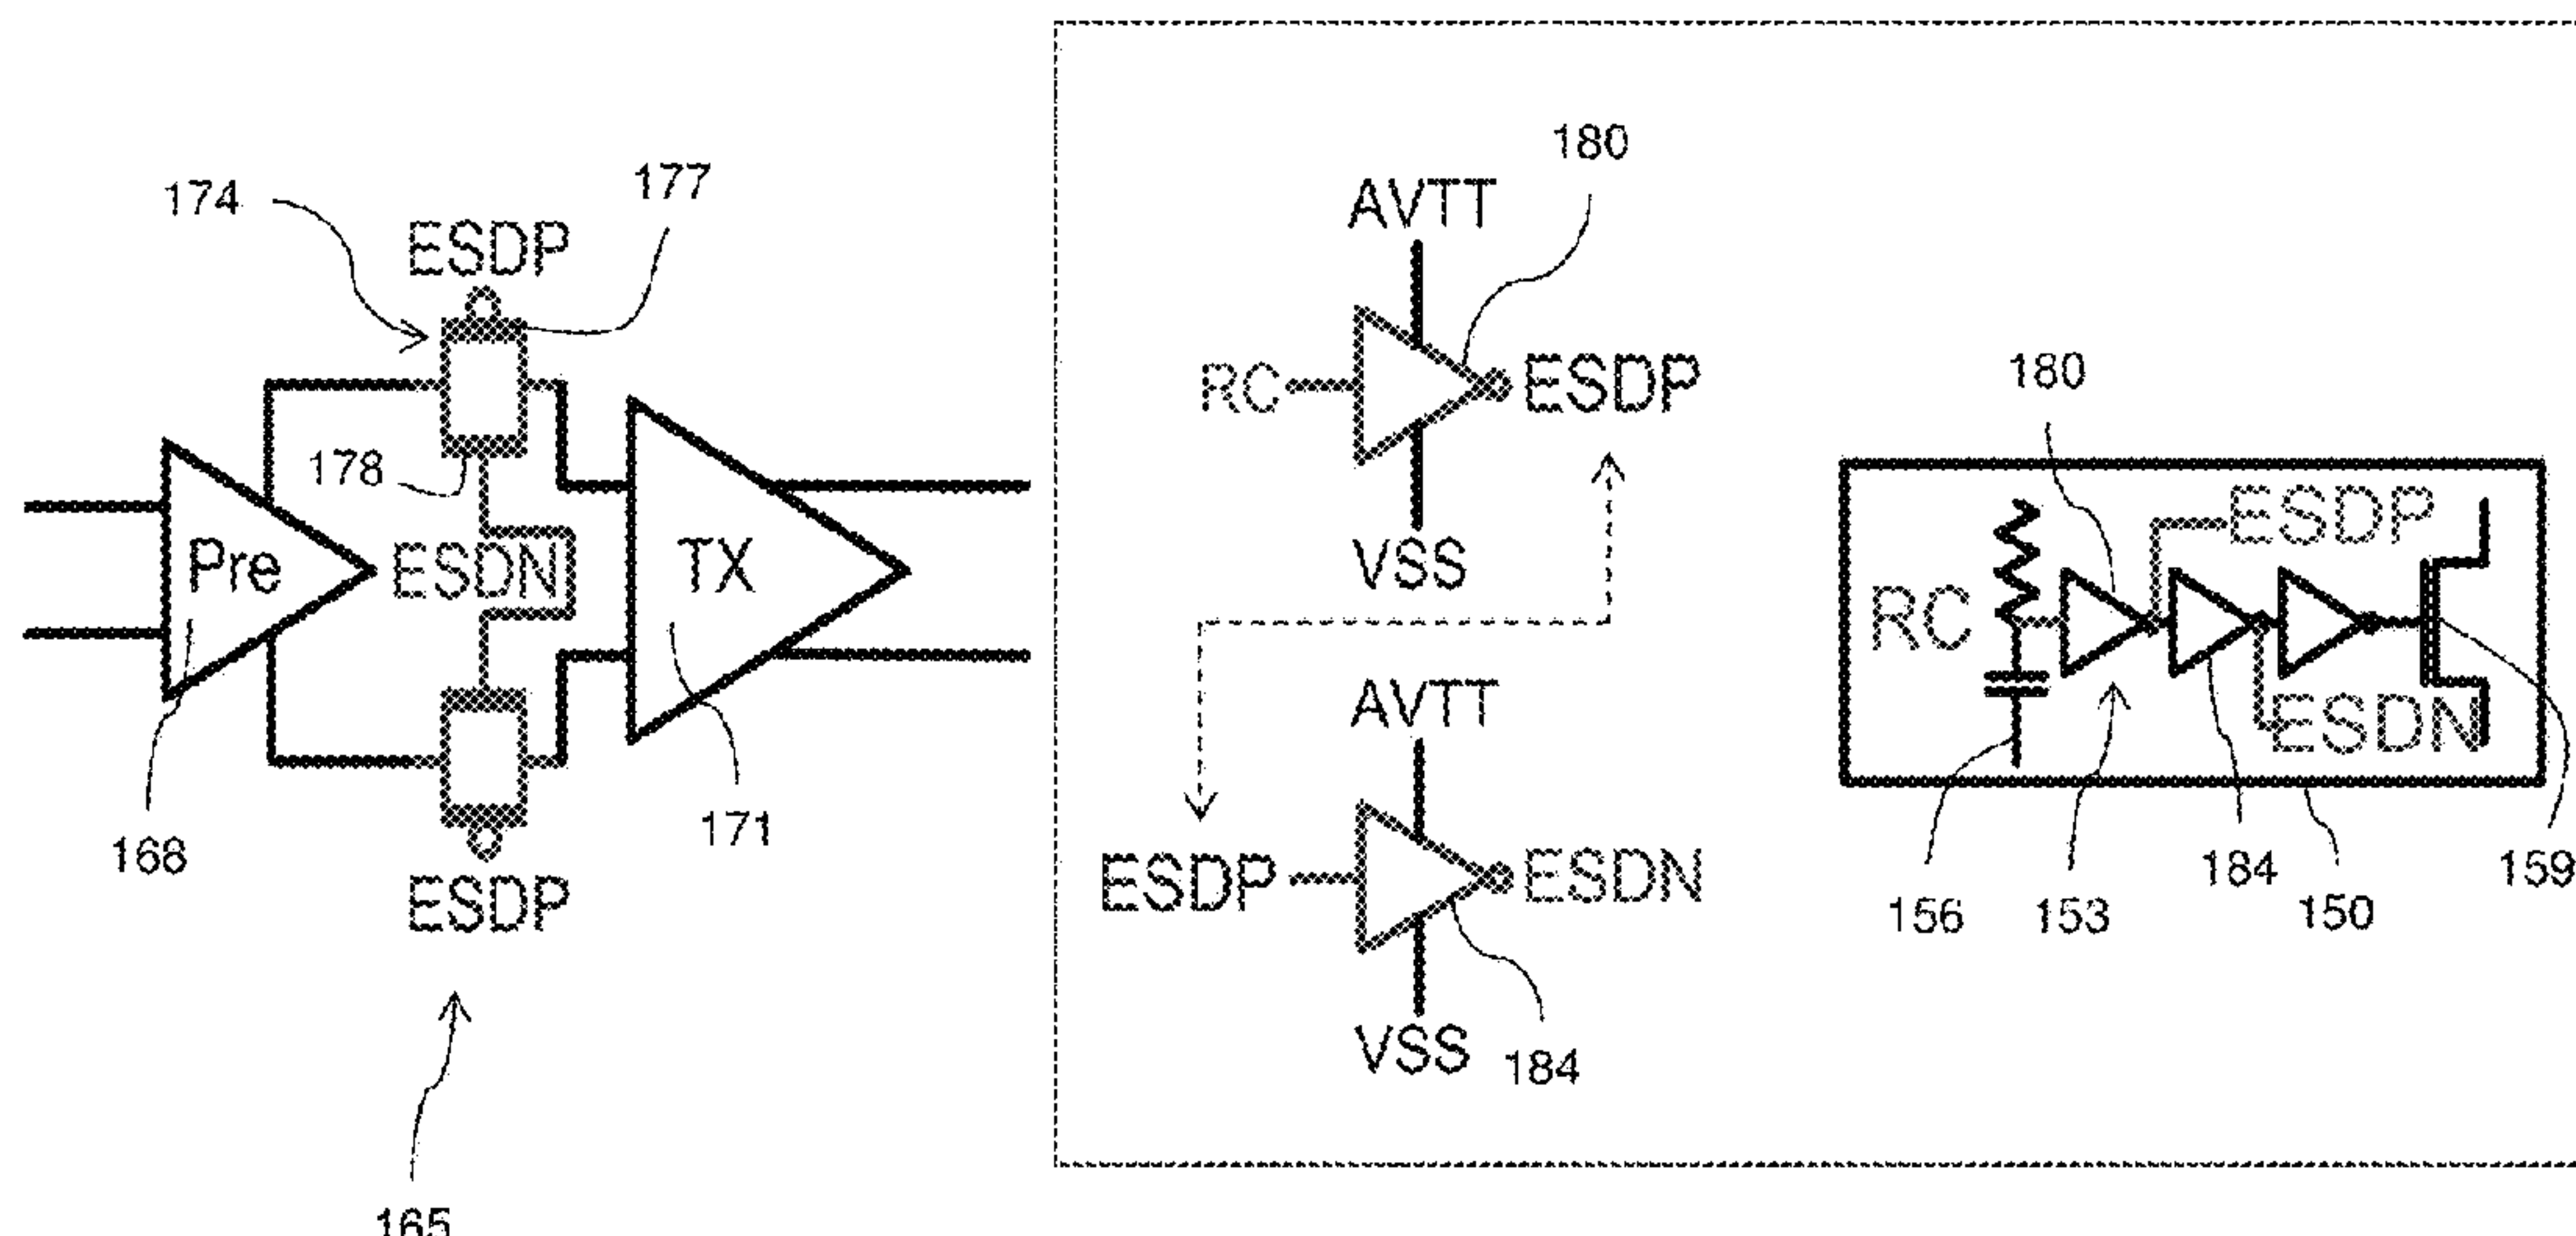 174
177
ESDP
178
Pre
ESDN
TX
168
171
ESDP
165
180
AVTT
RC
ESDP
VSS
AVTT
ESDP
ESDN
VSS
184
180
ESDP
RC
ESDN
156
153
184
150
159